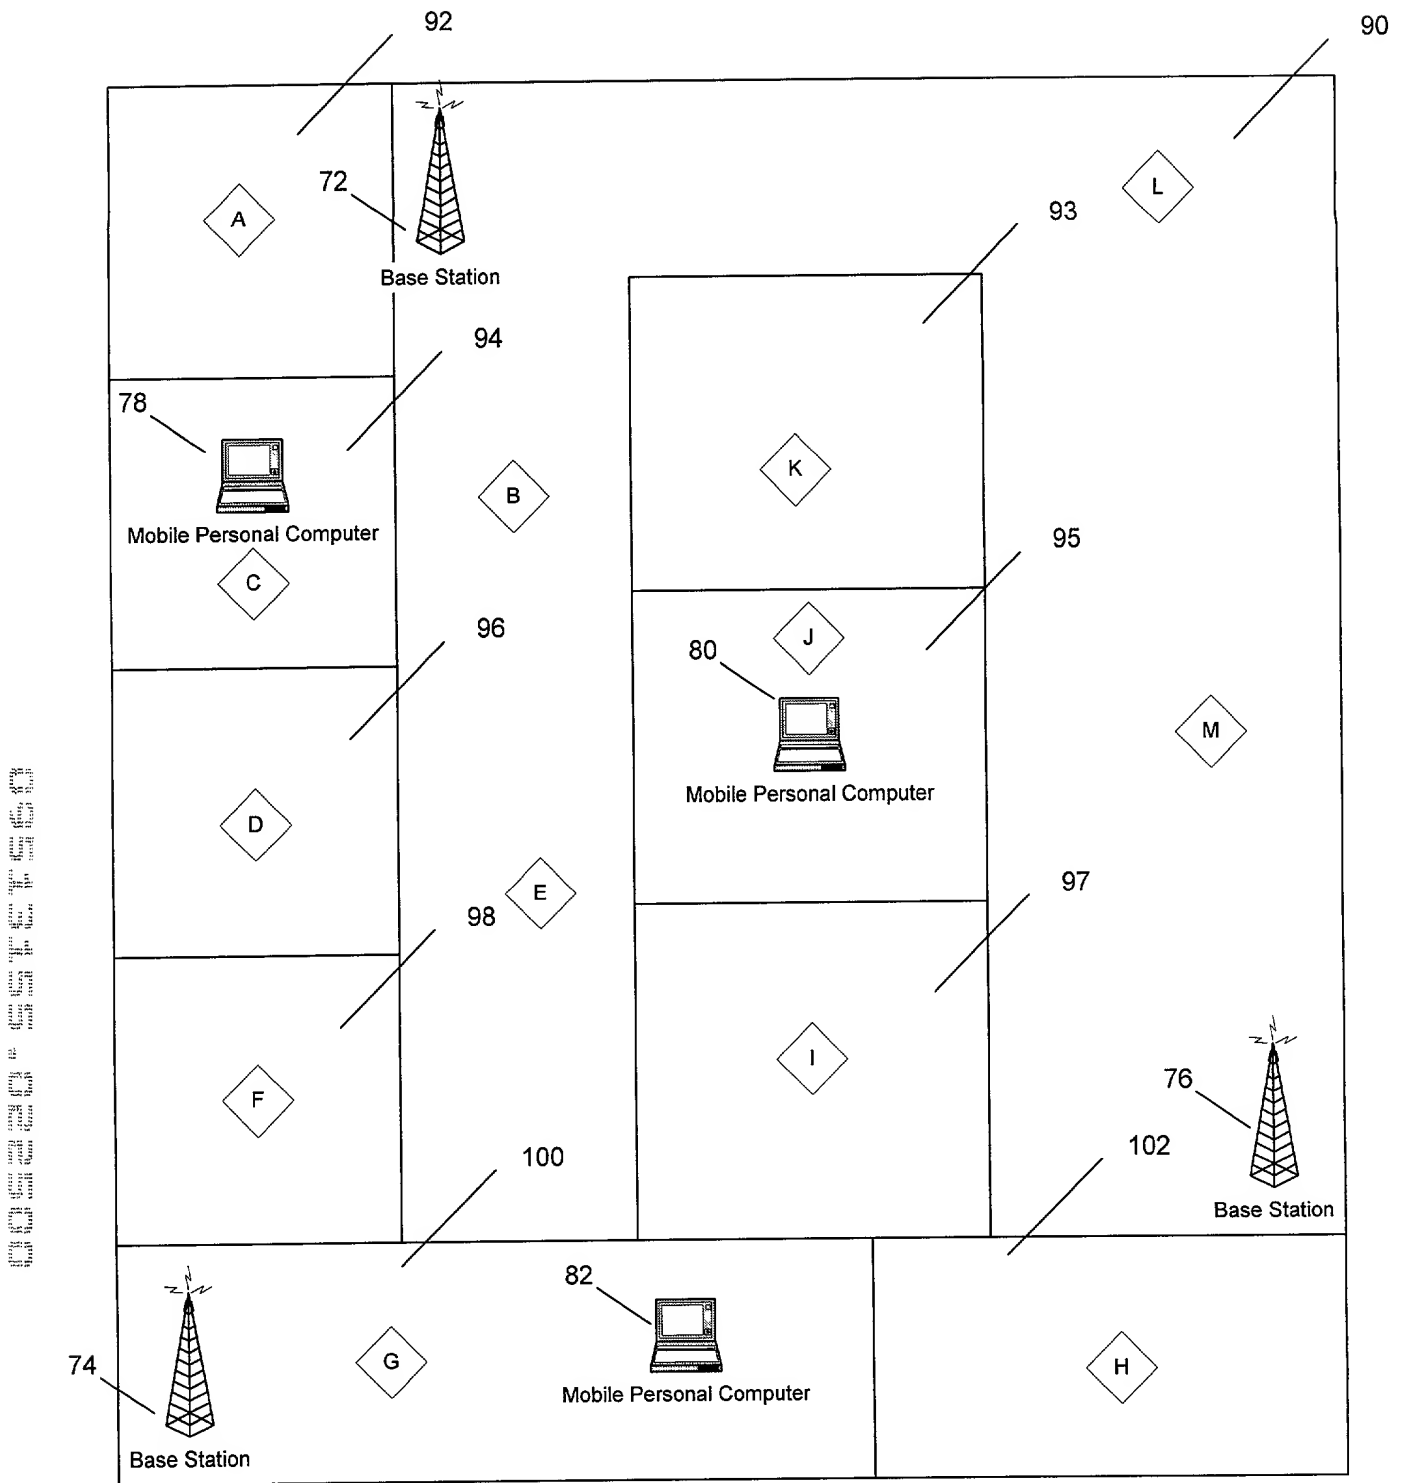 92
90
72
A
L
93
Base Station
94
78
B
K
Mobile Personal Computer
95
C
96
J
80
M
Mobile Personal Computer
D
97
E
98
I
76
F
102
100
Base Station
82
74
G
H
Mobile Personal Computer
Base Station